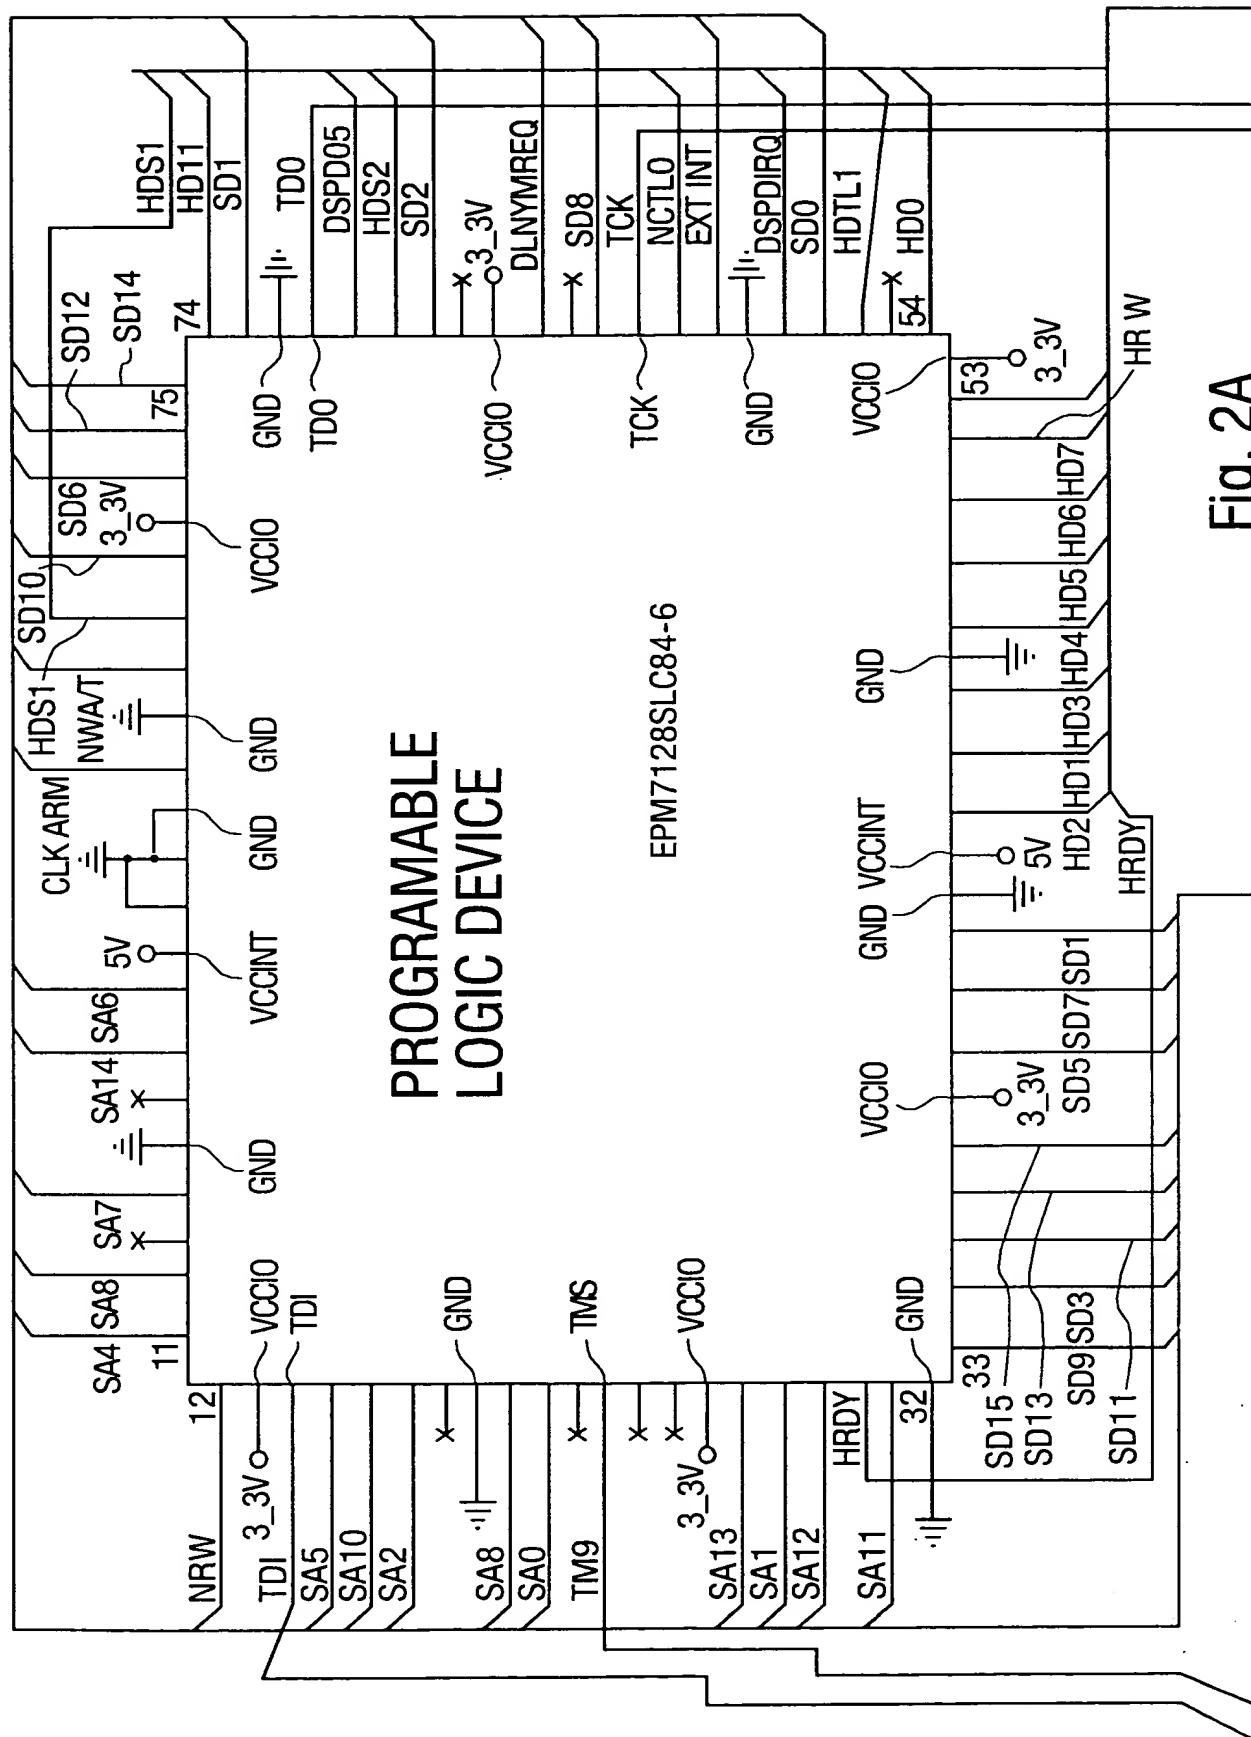 SA4
SA8
SA7
SA14
SA6
5V
CLK ARM
NWA/T
HDS1
SD10
3_3V
SD6
SD12
SD14
11
VCCIO
TDI
GND
VCCINT
GND
GND
VCCIO
75
74
HDS1
HD11
SD1
GND
TDO
TD0
DSPD05
HDS2
SD2
VCCIO
3_3V
DLNYMREQ
SD8
TCK
TCK
NCTL0
EXT INT
GND
DSPDIRQ
SD0
HDTL1
HD0
54
PROGRAMABLE
LOGIC DEVICE
EPM7128SLC84-6
12
NRW
3_3V
TDI
SA5
SA10
SA2
GND
SA8
SA0
TMS
TM9
VCCIO
3_3V
SA13
SA1
SA12
HRDY
SA11
32
GND
33
VCCIO
GND
VCCINT
GND
VCCIO
53
3_3V
SD15
SD13
SD9
SD3
SD11
3_3V
SD5
SD7
SD1
5V
HD2
HRDY
HD1
HD3
HD4
HD5
HD6
HD7
HR W
Fig. 2A